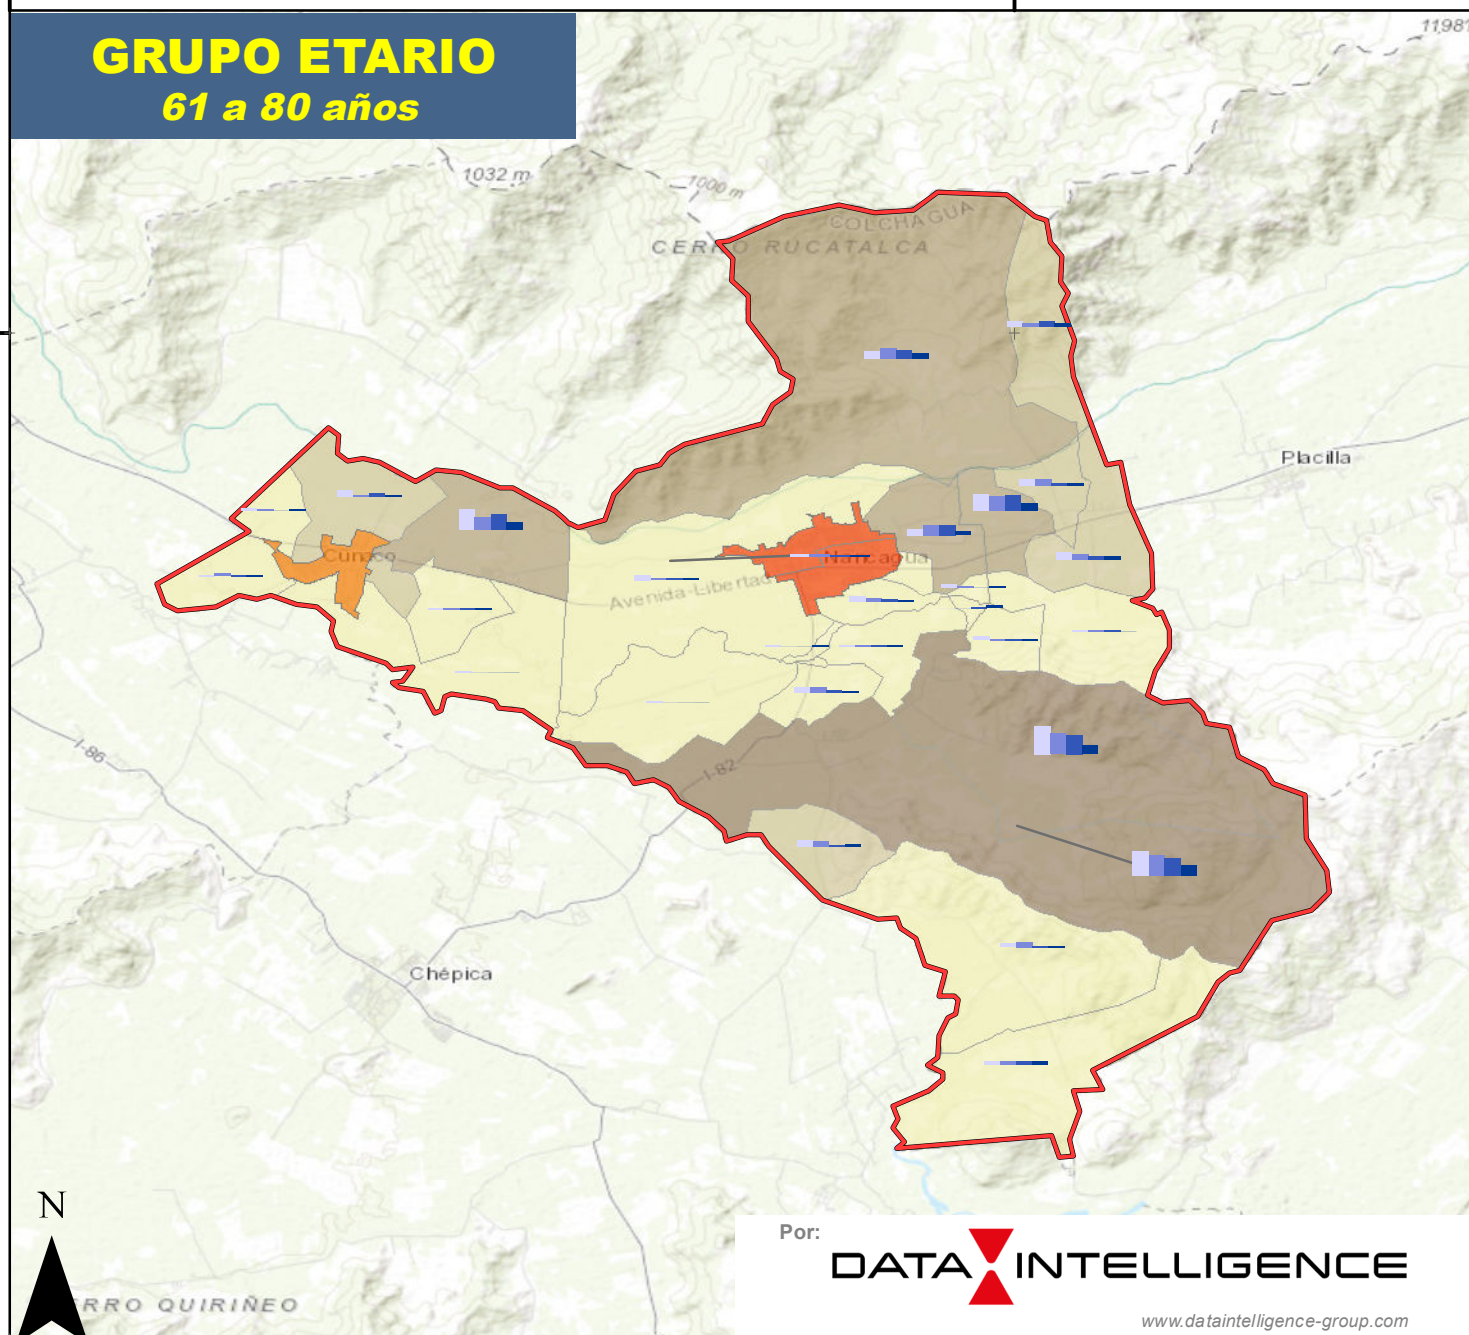 GRUPO ETARIO
61 a 80 años
1032 m
1000 m
COLCHAGUA
CERRO RUCATALCA
Placilla
Cunaco
Nancagua
Avenida-Libertad
I-86
I-82
Chépica
N
RRO QUIRIÑEO
Por:
DATA INTELLIGENCE
www.dataintelligence-group.com